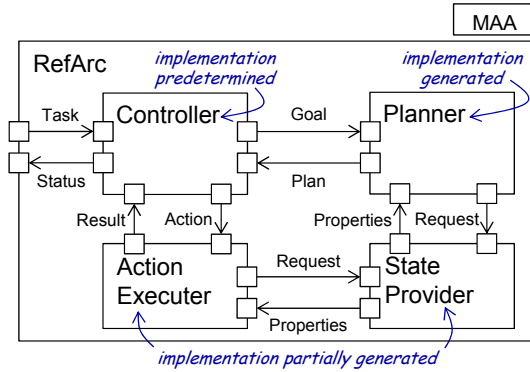 MAA
RefArc
implementation
predetermined
implementation
generated
Task
Controller
Goal
Planner
Status
Plan
Result
Action
Properties
Request
Action
Executer
Request
State
Provider
Properties
implementation partially generated